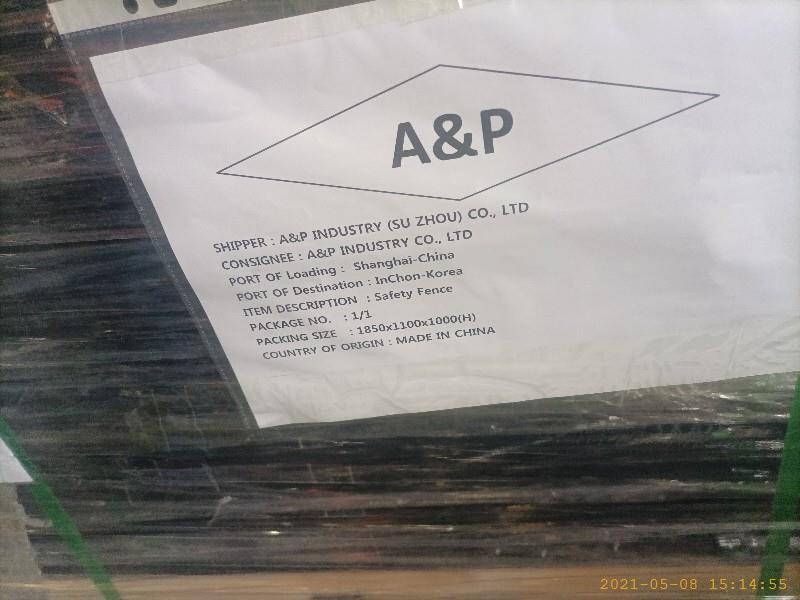 A&P
SHIPPER : A&P INDUSTRY (SU ZHOU) CO., LTD
CONSIGNEE : A&P INDUSTRY CO., LTD
PORT OF Loading : Shanghai-China
PORT OF Destination : InChon-Korea
ITEM DESCRIPTION : Safety Fence
PACKAGE NO. : 1/1
PACKING SIZE : 1850x1100x1000(H)
COUNTRY OF ORIGIN : MADE IN CHINA
2021-05-08 15:14:55